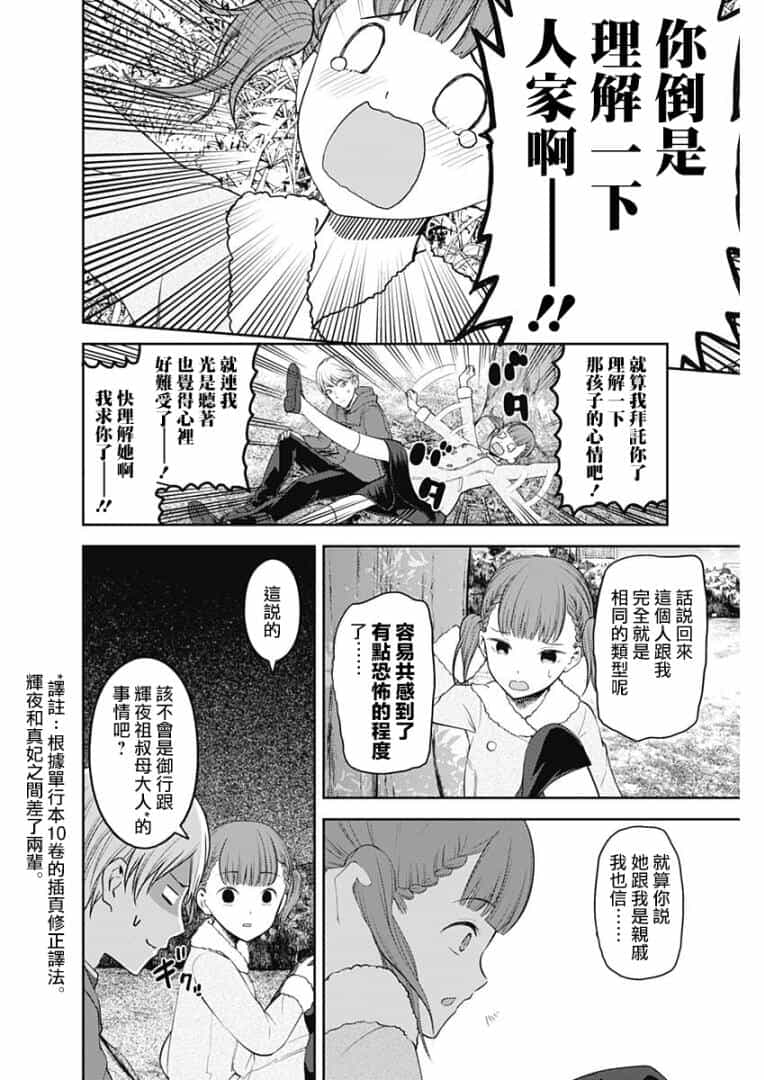 你倒是
理解一下
人家啊——!!
就算我拜託你了
理解一下
那孩子的心情吧!
就連我
光是聽著
也覺得心裡
好難受了——!
快理解她啊
我求你了——!!
話說回來
這個人跟我
完全就是
相同的類型呢
容易共感到了
有點恐怖的程度
了……
就算你說
她跟我是親戚
我也信……
這說的
該不會是御行跟
輝夜祖叔母大人*的
事情吧?
ギクッ
*譯註:根據單行本10卷的插頁修正譯法。
輝夜和真妃之間差了兩輩。